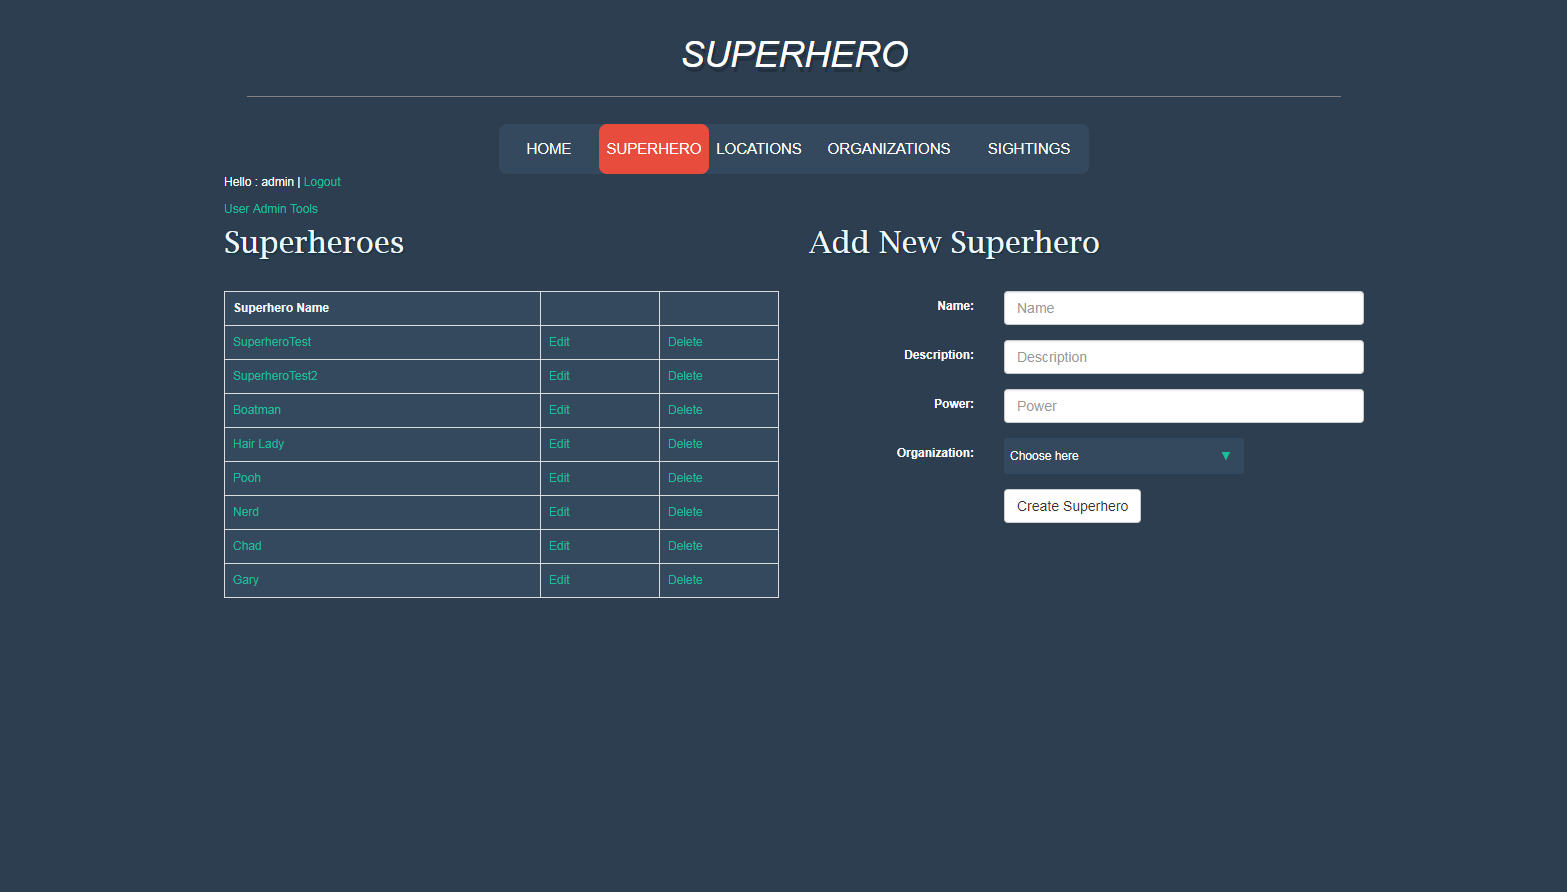 SUPERHERO
HOME SUPERHERO LOCATIONS ORGANIZATIONS SIGHTINGS
Hello : admin | Logout
User Admin Tools
Superheroes
Superhero Name
SuperheroTest Edit Delete
SuperheroTest2 Edit Delete
Boatman Edit Delete
Hair Lady Edit Delete
Pooh Edit Delete
Nerd Edit Delete
Chad Edit Delete
Gary Edit Delete
Add New Superhero
Name: Name
Description: Description
Power: Power
Organization: Choose here ▼
Create Superhero